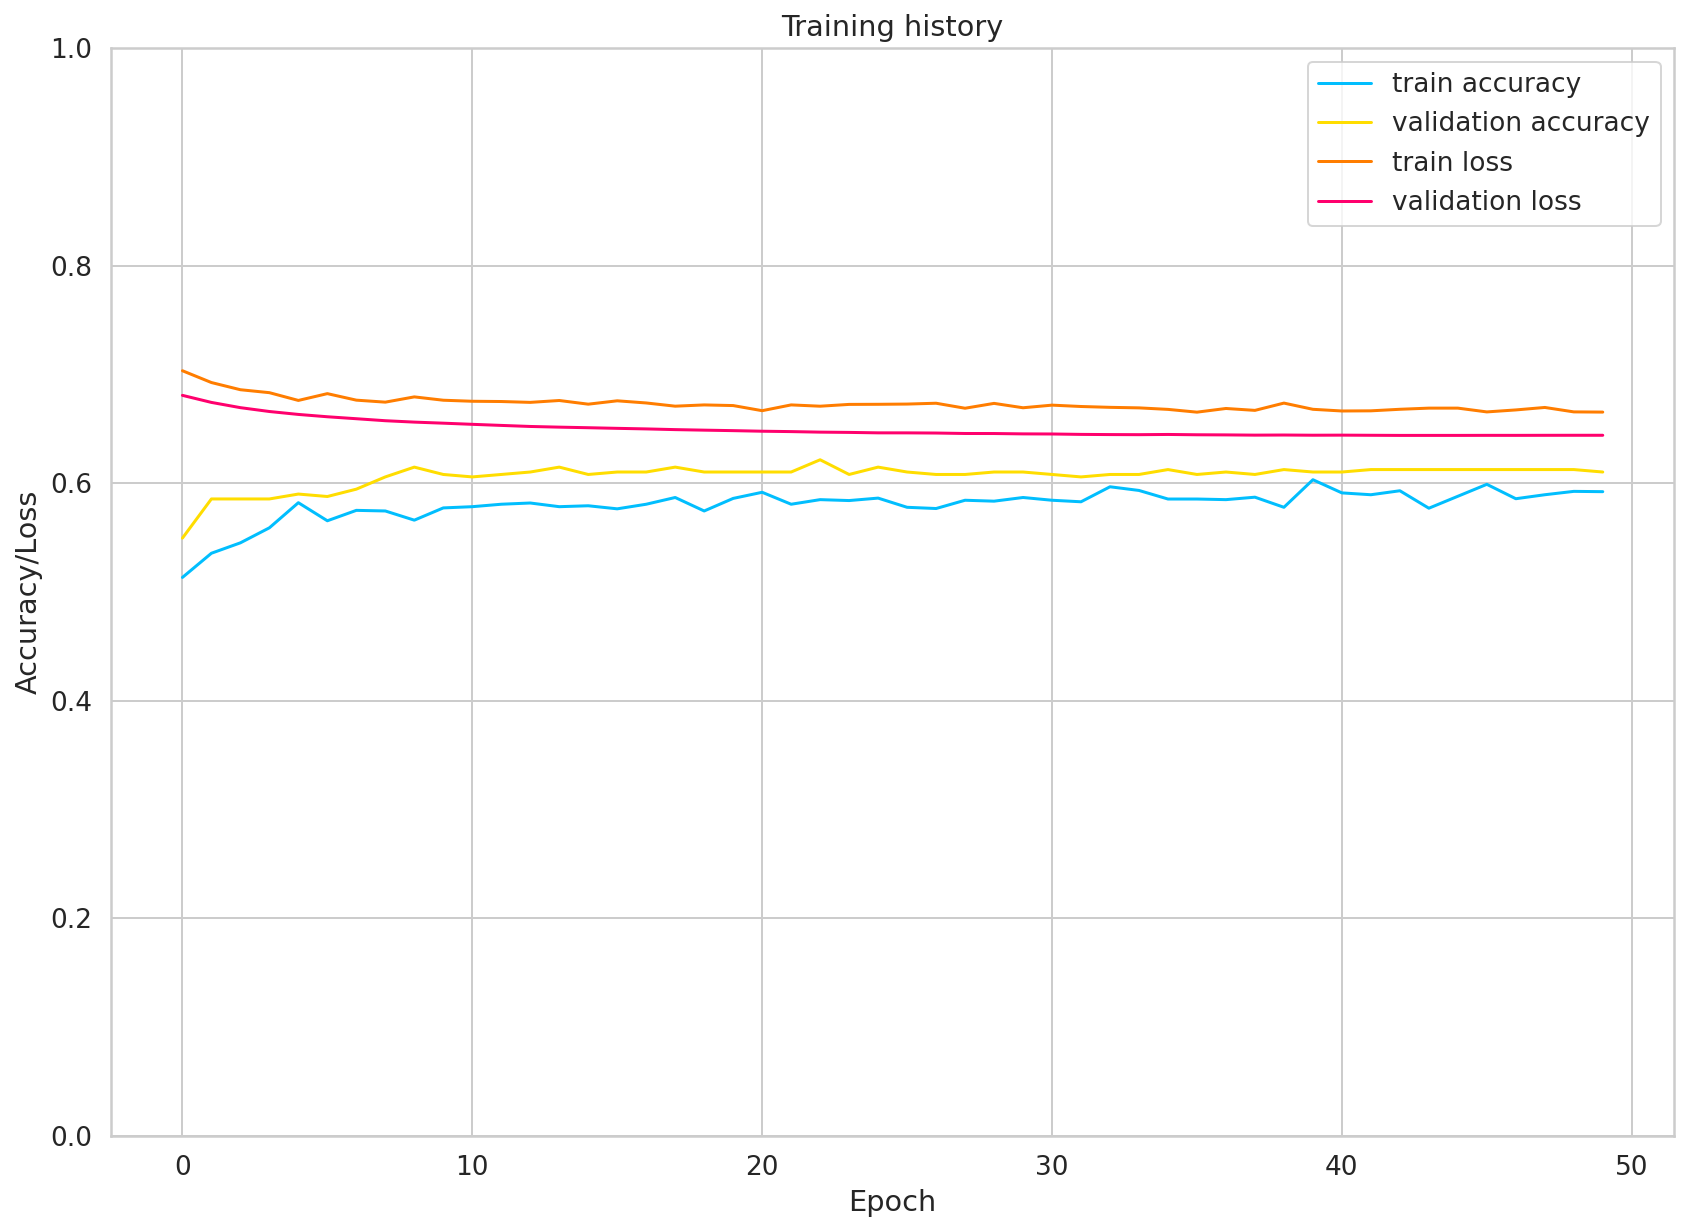 Training history
1.0
0.8
0.6
0.4
0.2
0.0
Accuracy/Loss
train accuracy
validation accuracy
train loss
validation loss
0 10 20 30 40 50
Epoch